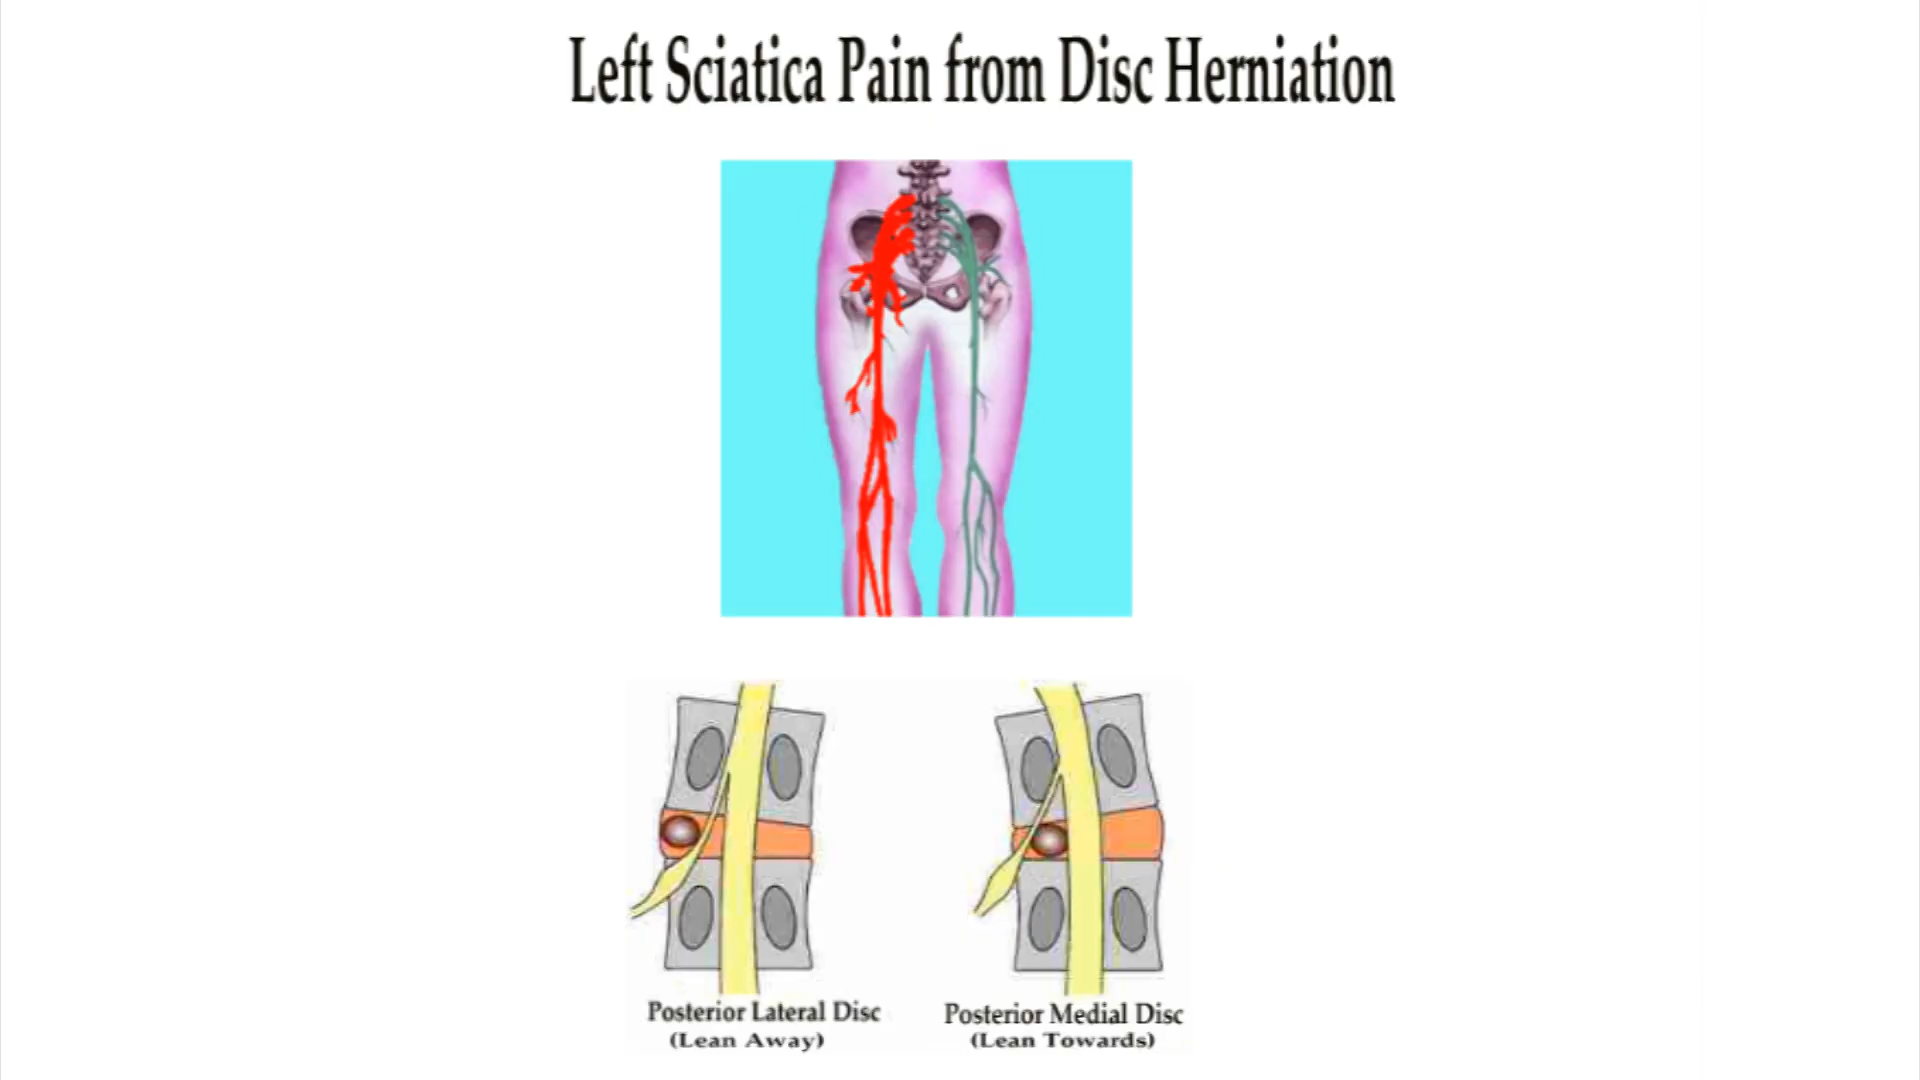 Left Sciatica Pain from Disc Herniation
Posterior Lateral Disc
(Lean Away)
Posterior Medial Disc
(Lean Towards)